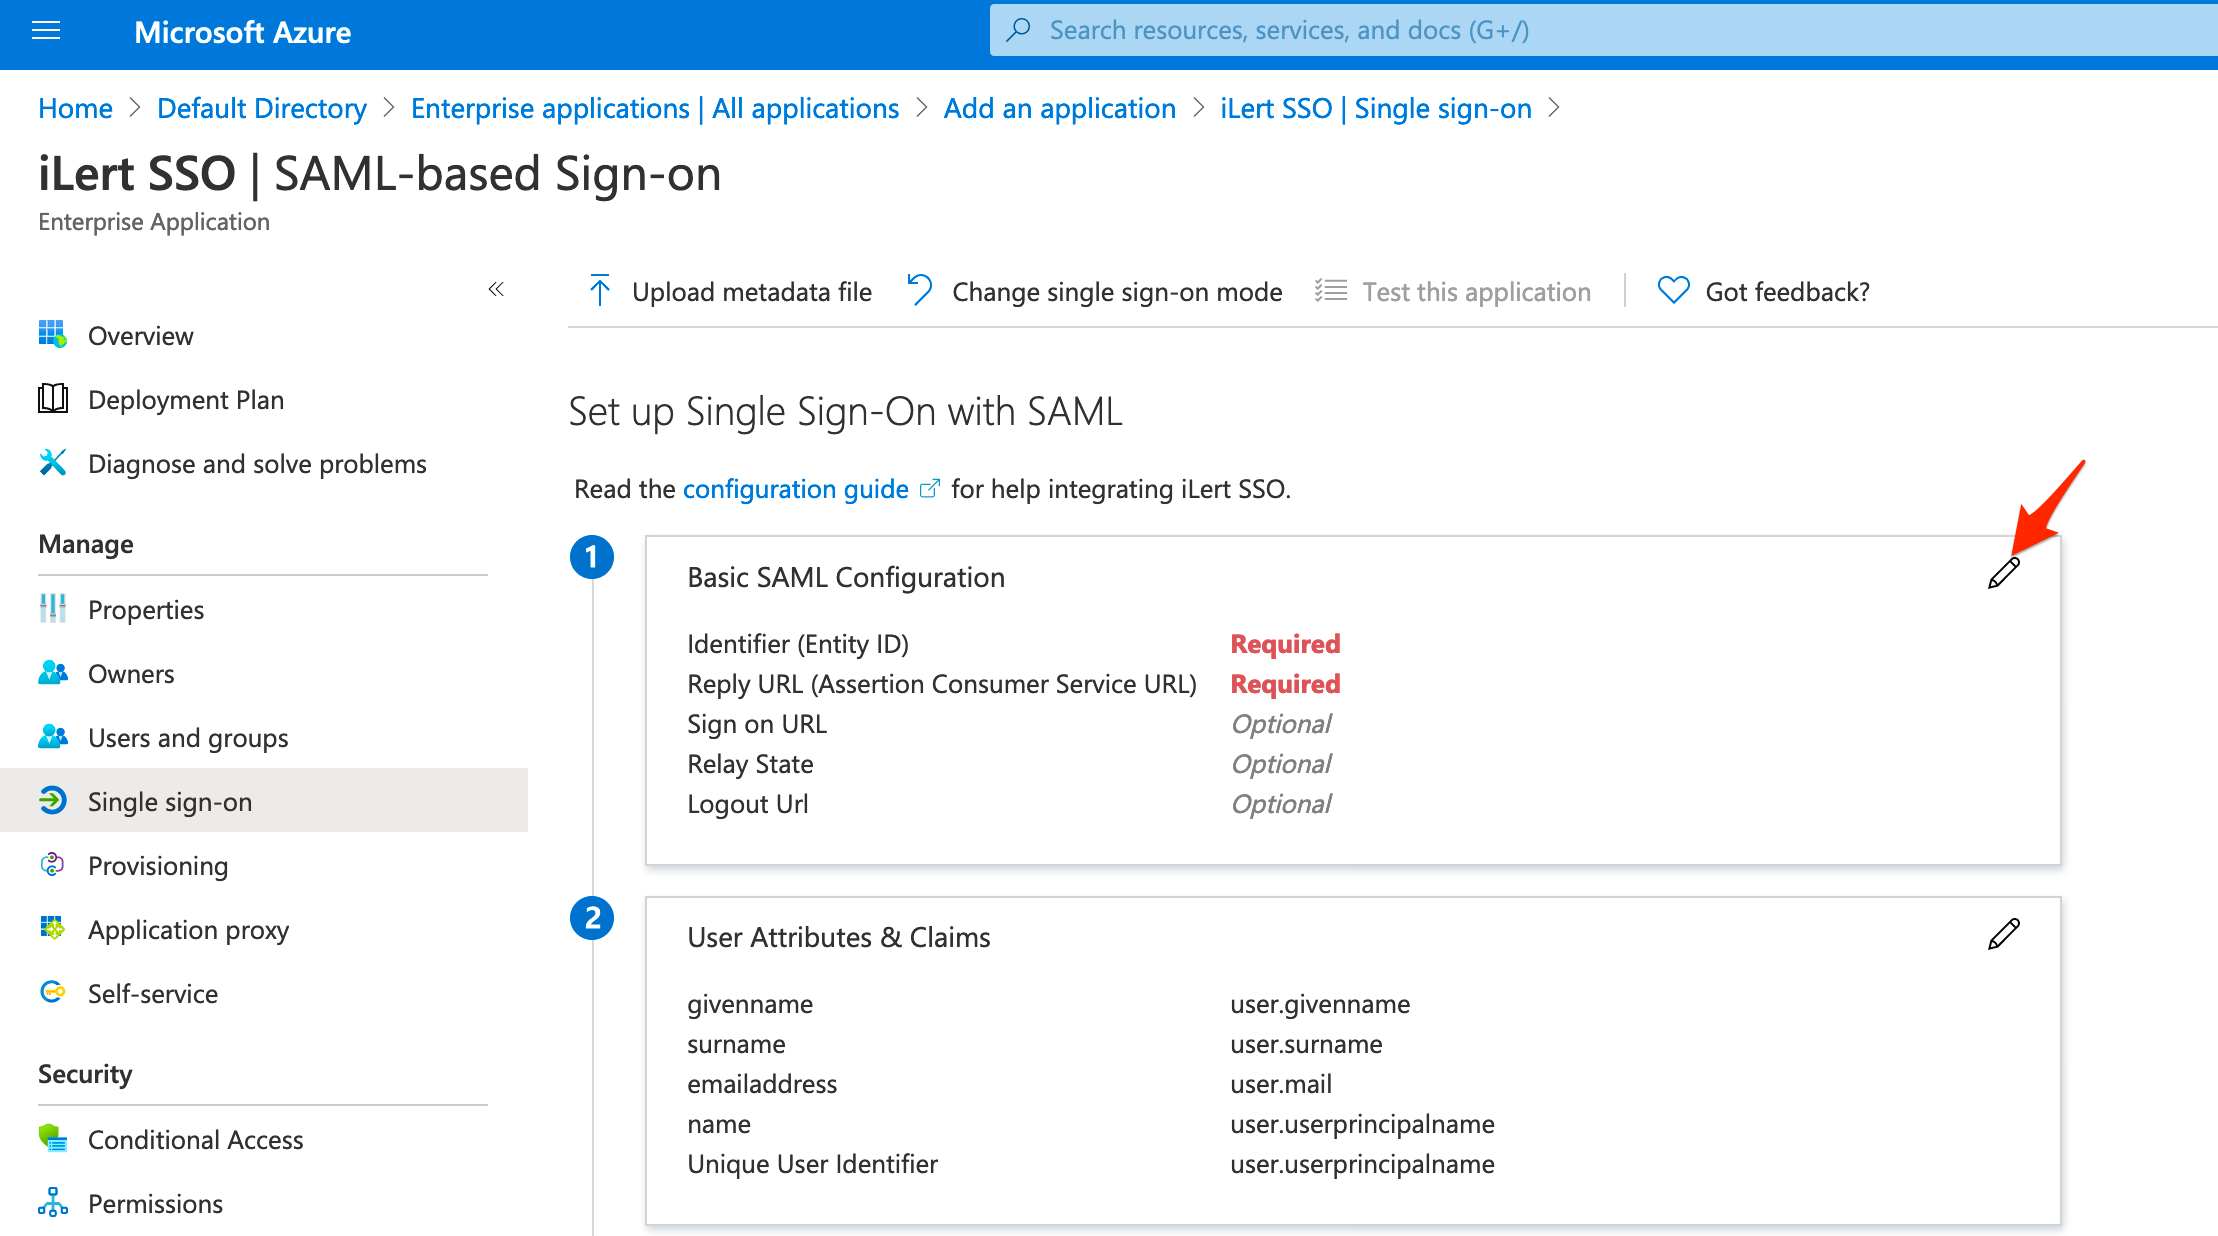 Microsoft Azure
Search resources, services, and docs (G+/)
Home > Default Directory > Enterprise applications | All applications > Add an application > iLert SSO | Single sign-on >
iLert SSO | SAML-based Sign-on
Enterprise Application
«
Upload metadata file
Change single sign-on mode
Test this application
Got feedback?
Overview
Deployment Plan
Diagnose and solve problems
Manage
Properties
Owners
Users and groups
Single sign-on
Provisioning
Application proxy
Self-service
Security
Conditional Access
Permissions
Set up Single Sign-On with SAML
Read the configuration guide for help integrating iLert SSO.
1
Basic SAML Configuration
Identifier (Entity ID) Required
Reply URL (Assertion Consumer Service URL) Required
Sign on URL Optional
Relay State Optional
Logout Url Optional
2
User Attributes & Claims
givenname user.givenname
surname user.surname
emailaddress user.mail
name user.userprincipalname
Unique User Identifier user.userprincipalname